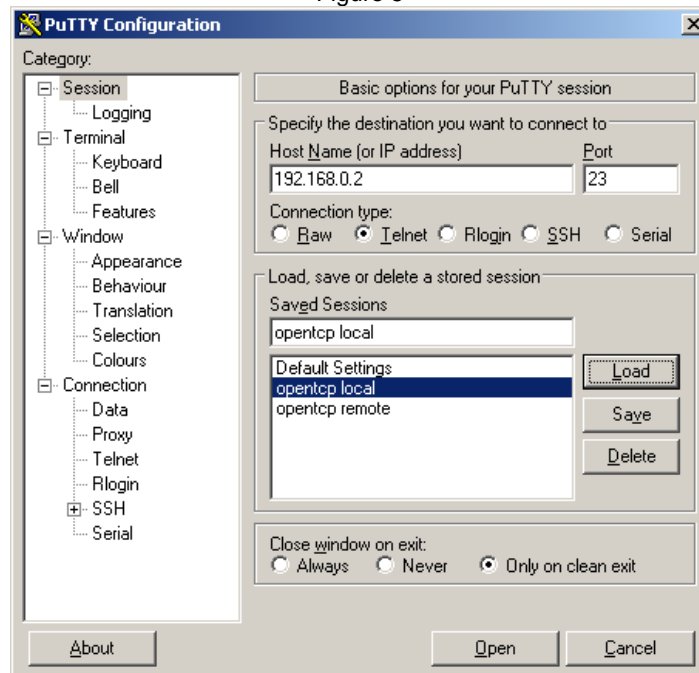 PuTTY Configuration
Category:
Session
Logging
Terminal
Keyboard
Bell
Features
Window
Appearance
Behaviour
Translation
Selection
Colours
Connection
Data
Proxy
Telnet
Rlogin
SSH
Serial
Basic options for your PuTTY session
Specify the destination you want to connect to
Host Name (or IP address) Port
192.168.0.2 23
Connection type:
Raw Telnet Rlogin SSH Serial
Load, save or delete a stored session
Saved Sessions
opentcp local
Default Settings
opentcp local
opentcp remote
Load
Save
Delete
Close window on exit:
Always Never Only on clean exit
About Open Cancel